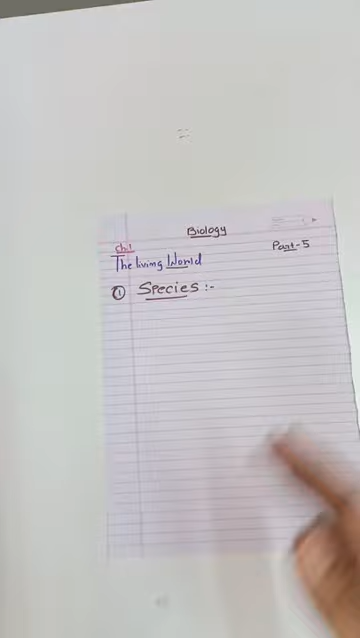 Biology
ch:1
Part-5
The living World
① Species :-